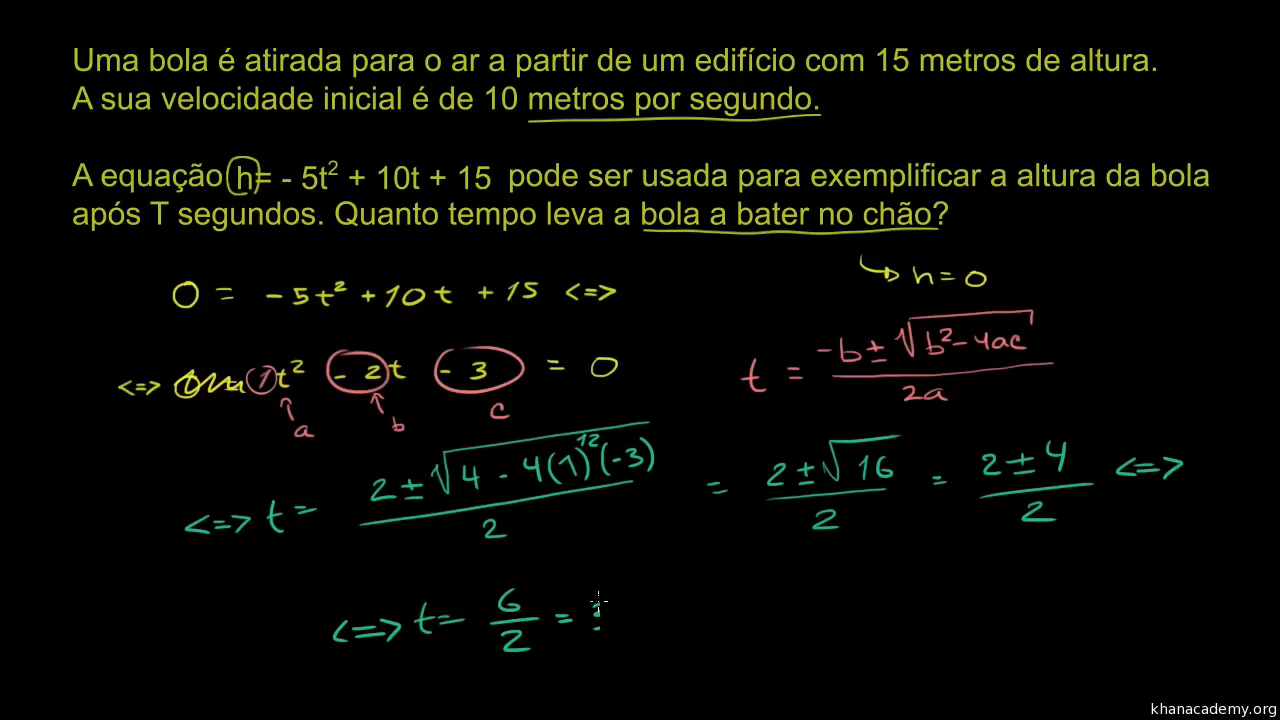 Uma bola é atirada para o ar a partir de um edifício com 15 metros de altura.
A sua velocidade inicial é de 10 metros por segundo.
A equação h= - 5t² + 10t + 15 pode ser usada para exemplificar a altura da bola
após T segundos. Quanto tempo leva a bola a bater no chão?
h=0
0 = -5t² +10t +15 <=>
<=> 1t² - 2t - 3 = 0
a b c
t = -b±√b²-4ac / 2a
<=> t= 2±√4-4(1)¹²(-3) / 2 = 2±√16 / 2 = 2±4 / 2 <=>
<=> t= 6/2 =
khanacademy.org